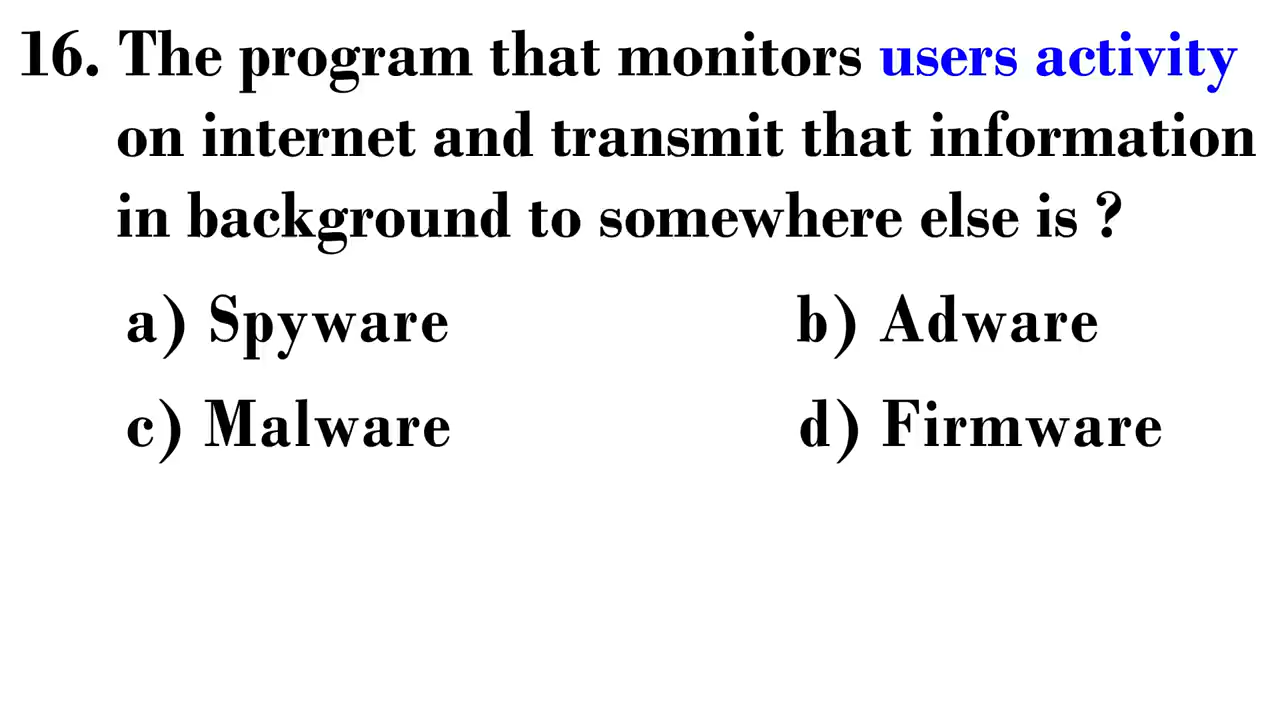 16. The program that monitors users activity
on internet and transmit that information
in background to somewhere else is ?
a) Spyware b) Adware
c) Malware d) Firmware